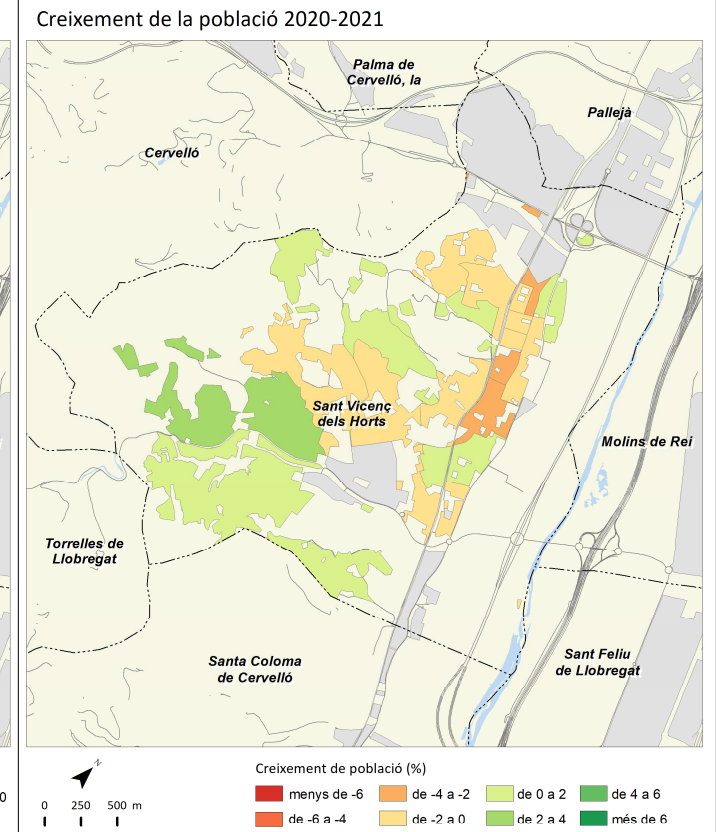 Creixement de la població 2020-2021
Palma de
Cervelló, la
Pallejà
Cervelló
Sant Vicenç
dels Horts
Molins de Rei
Torrelles de
Llobregat
Santa Coloma
de Cervelló
Sant Feliu
de Llobregat
N
0 250 500 m
0
Creixement de població (%)
menys de -6 de -4 a -2 de 0 a 2 de 4 a 6
de -6 a -4 de -2 a 0 de 2 a 4 més de 6